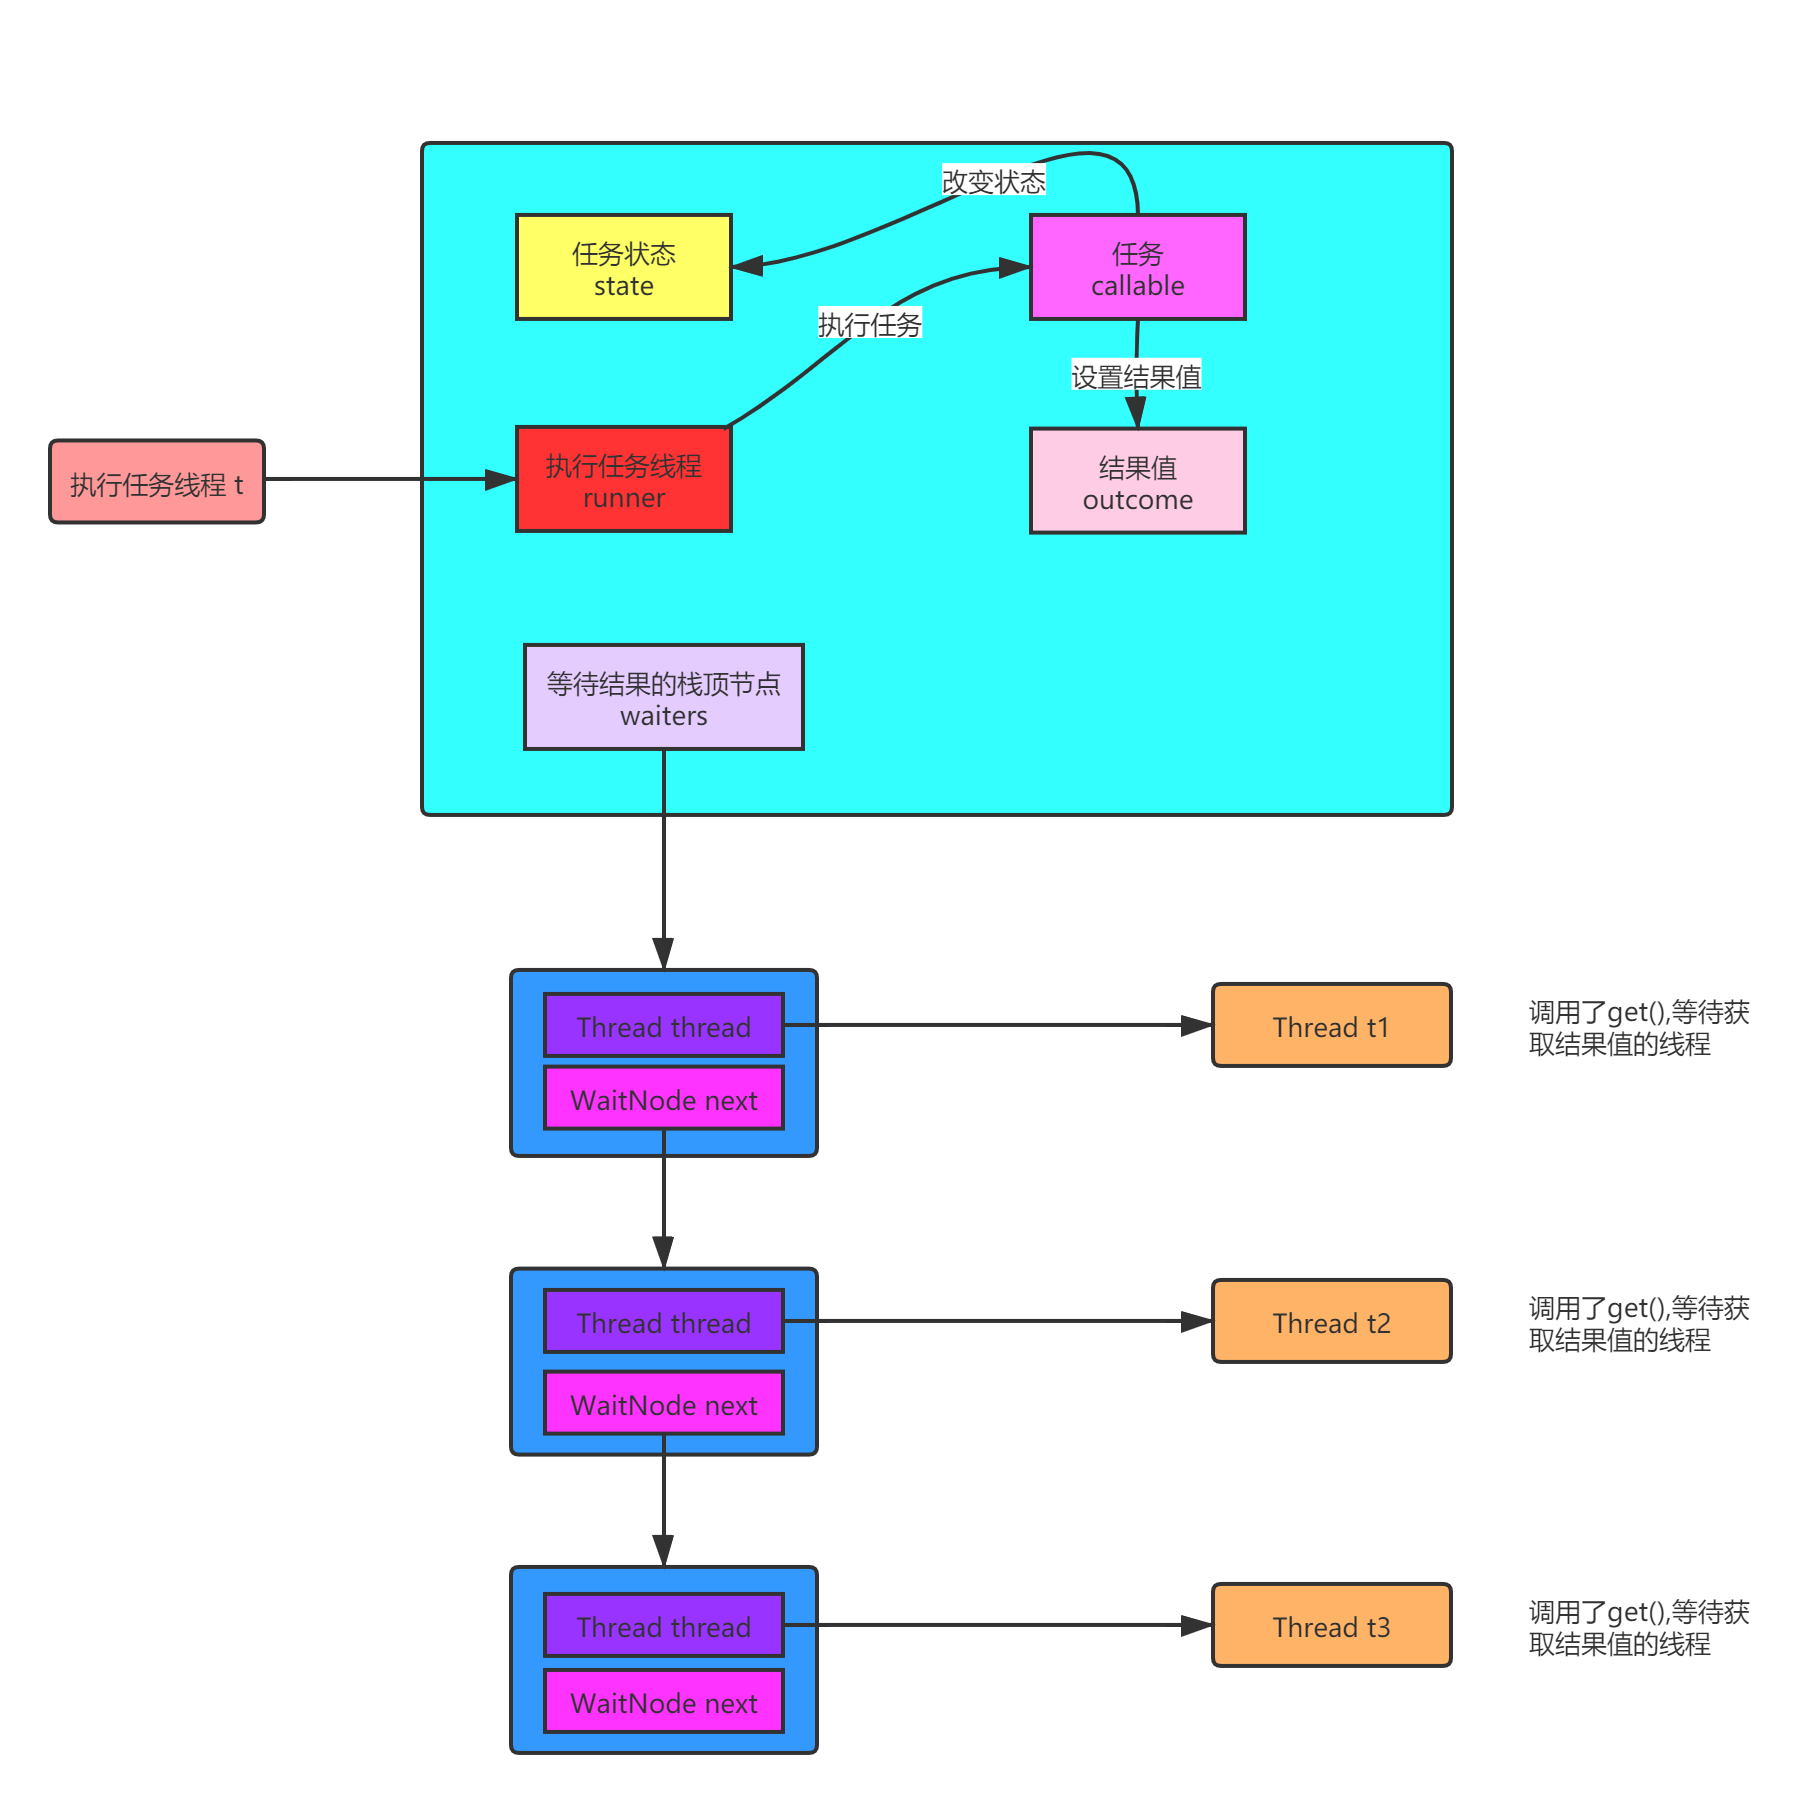 改变状态
任务状态
state
任务
callable
执行任务
设置结果值
执行任务线程 t
执行任务线程
runner
结果值
outcome
等待结果的栈顶节点
waiters
Thread thread
WaitNode next
Thread t1
调用了get(),等待获
取结果值的线程
Thread thread
WaitNode next
Thread t2
调用了get(),等待获
取结果值的线程
Thread thread
WaitNode next
Thread t3
调用了get(),等待获
取结果值的线程